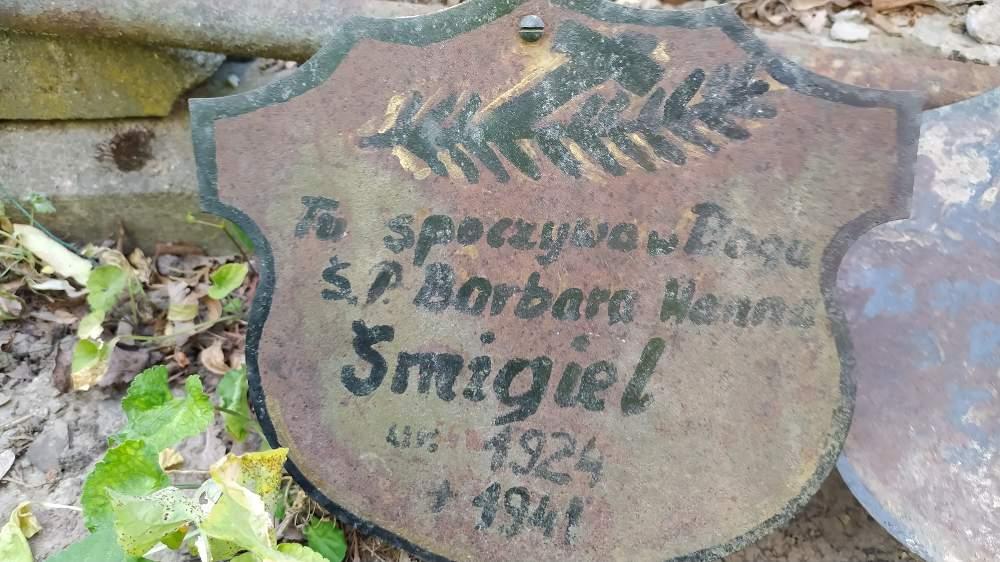 Tu spoczywa w Bogu
Ś.P. Barbara Hanna
Śmigiel
ur. 1924
+ 1941